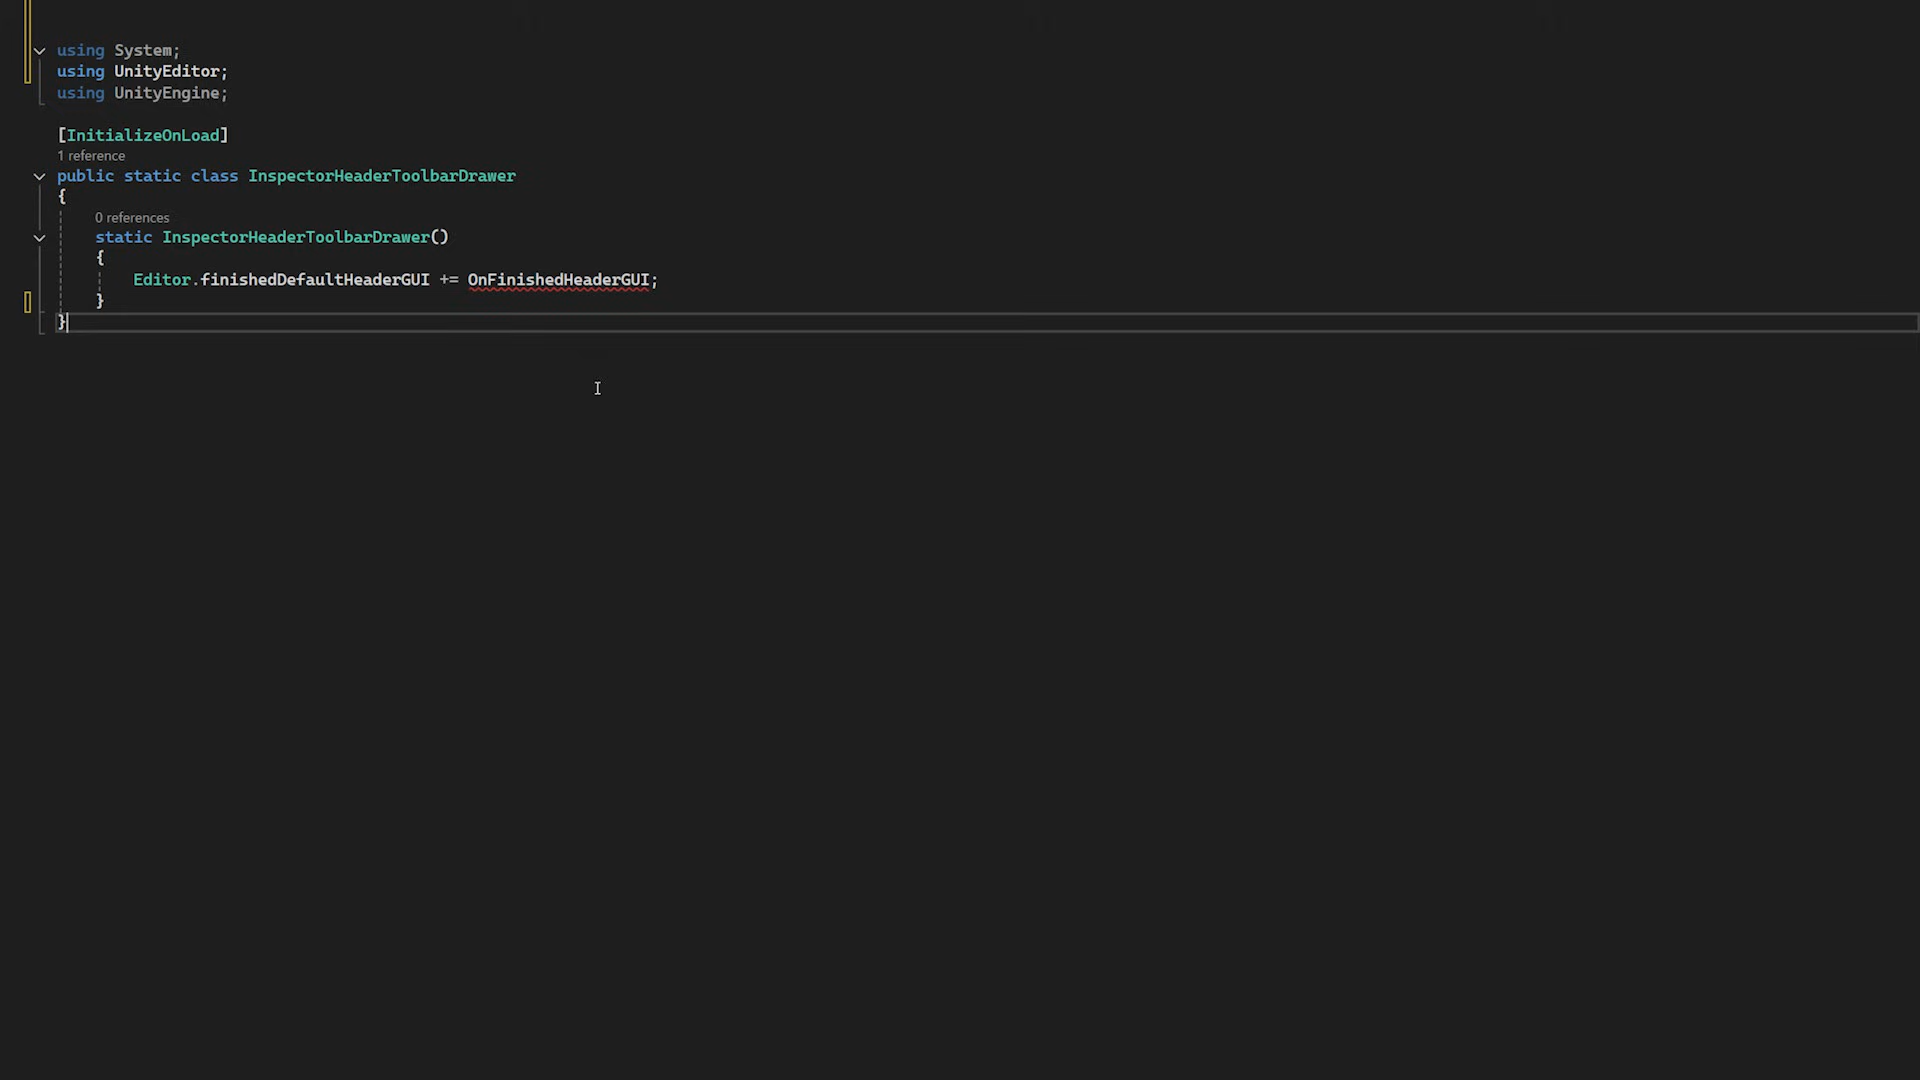 using System;
using UnityEditor;
using UnityEngine;
[InitializeOnLoad]
1 reference
public static class InspectorHeaderToolbarDrawer
{
0 references
static InspectorHeaderToolbarDrawer()
{
Editor.finishedDefaultHeaderGUI += OnFinishedHeaderGUI;
}
}